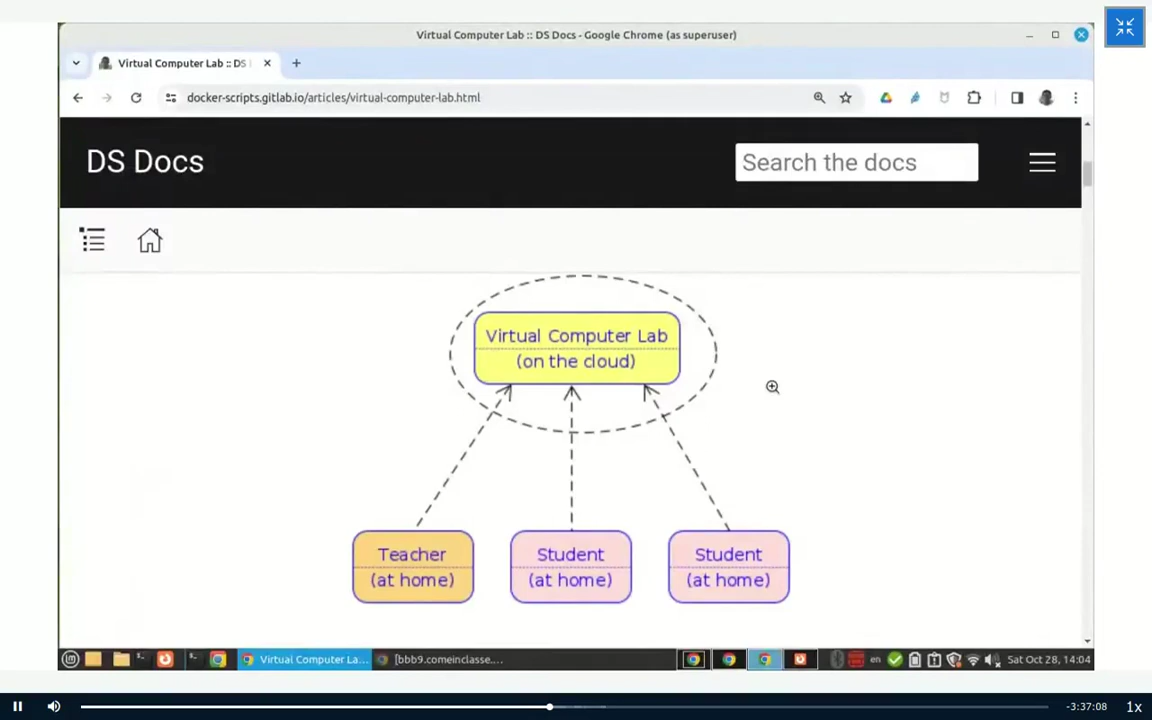 Virtual Computer Lab :: DS Docs - Google Chrome (as superuser)
Virtual Computer Lab :: DS
docker-scripts.gitlab.io/articles/virtual-computer-lab.html
DS Docs
Search the docs
Virtual Computer Lab
(on the cloud)
Teacher
(at home)
Student
(at home)
Student
(at home)
Virtual Computer La...
[bbb9.comeinclasse....
en
Sat Oct 28, 14:04
-3:37:08
1x